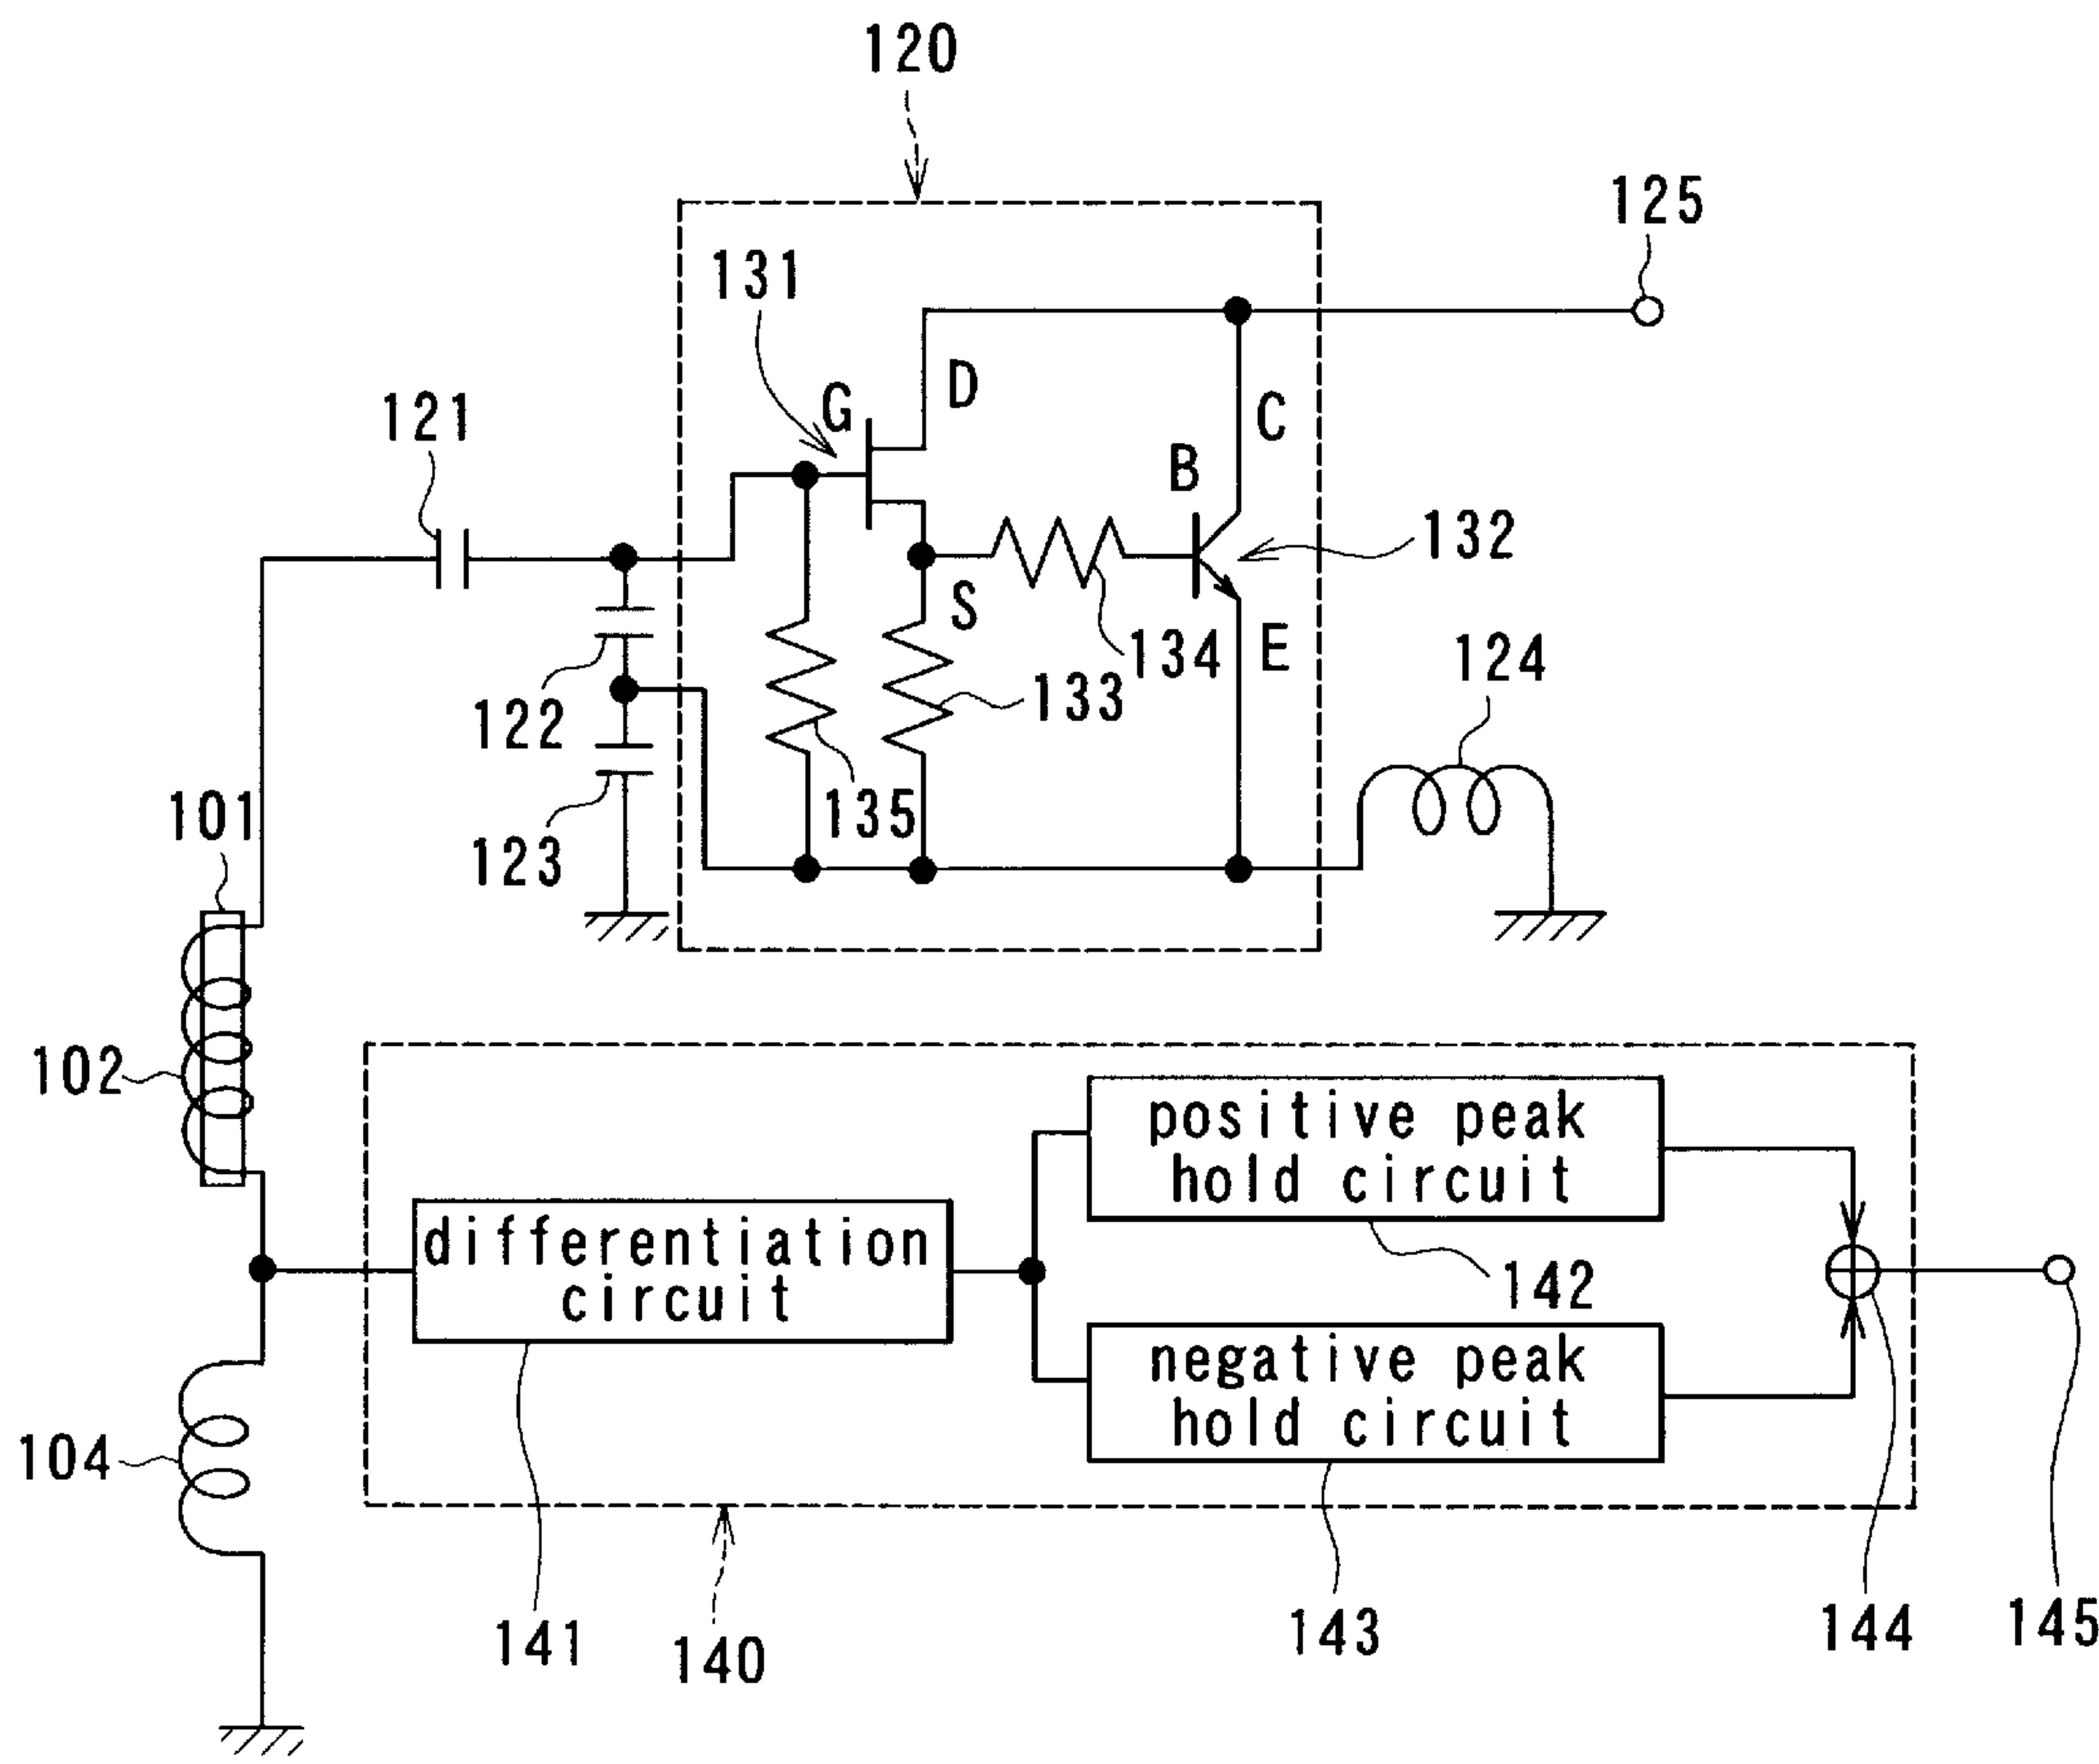 120
125
131
G
D
C
B
121
132
S
134
E
124
133
122
135
123
101
102
positive peak
hold circuit
differentiation
circuit
142
negative peak
hold circuit
104
141
140
143
144
145